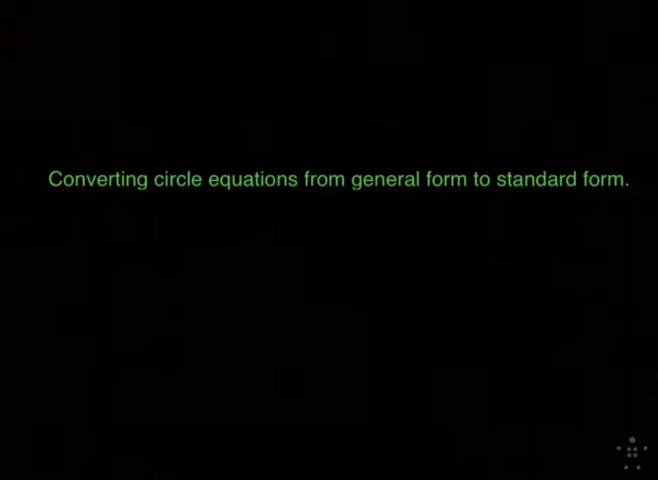 Converting circle equations from general form to standard form.